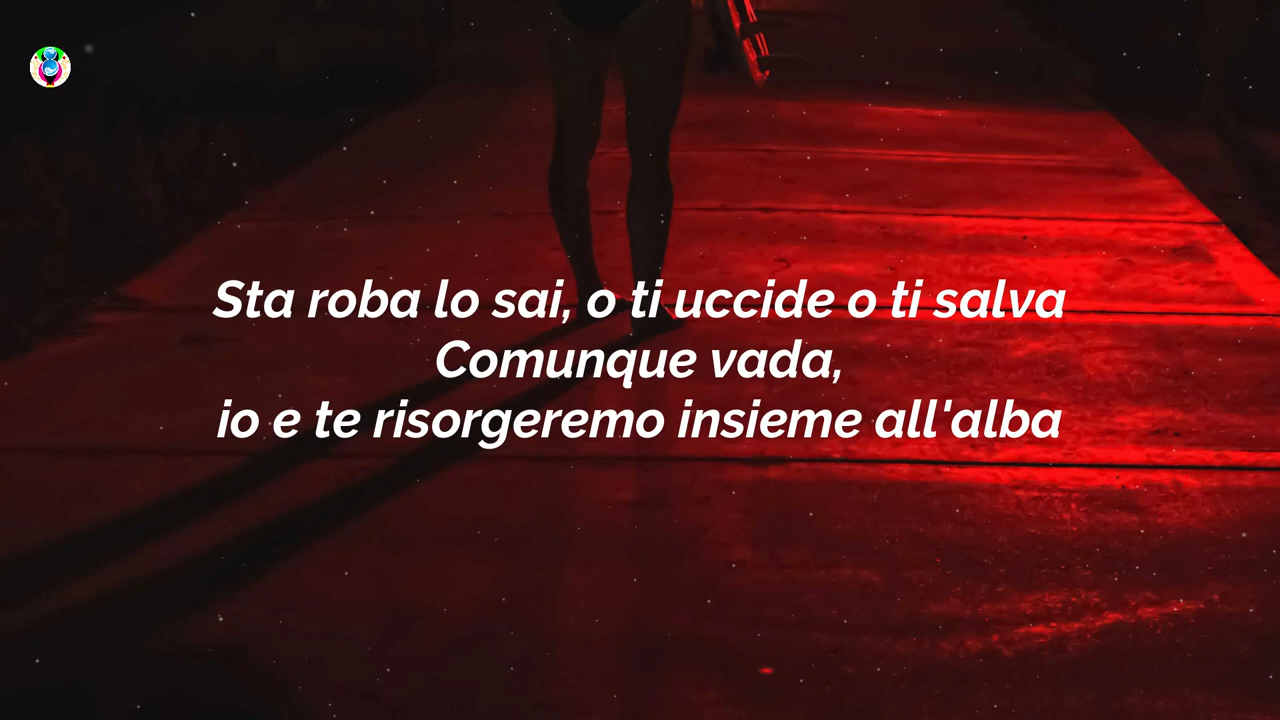 Sta roba lo sai, o ti uccide o ti salva
Comunque vada,
io e te risorgeremo insieme all'alba